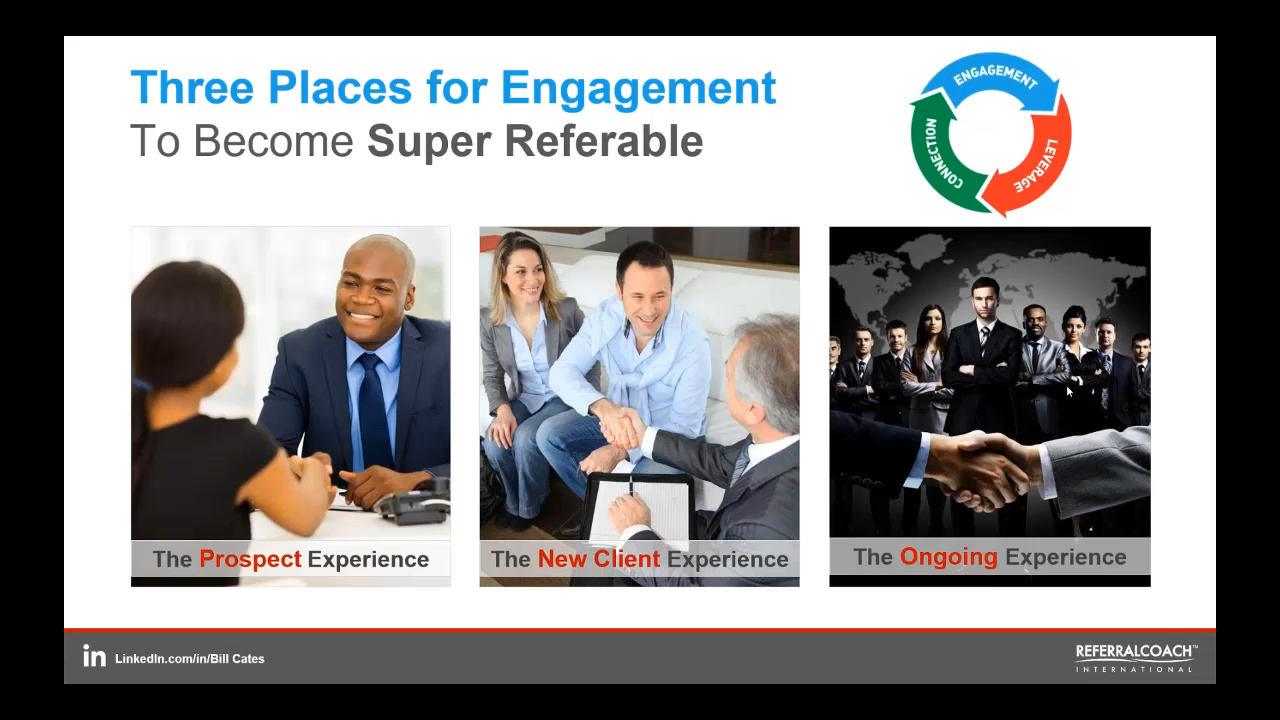 Three Places for Engagement
To Become Super Referable
ENGAGEMENT
LEVERAGE
CONNECTION
The Prospect Experience
The New Client Experience
The Ongoing Experience
in LinkedIn.com/in/Bill Cates
REFERRALCOACH™
INTERNATIONAL